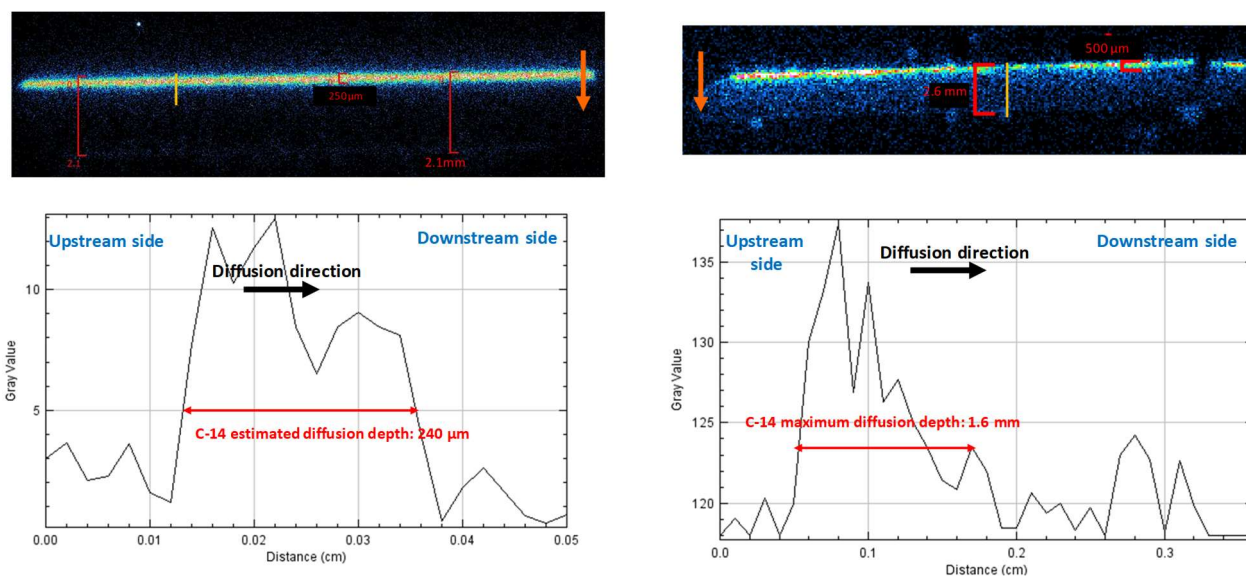 250 µm
2.1
2.1mm
500 µm
1.6 mm
Upstream side
Downstream side
Diffusion direction
C-14 estimated diffusion depth: 240 µm
10
5
Gray Value
0.00
0.01
0.02
0.03
0.04
0.05
Distance (cm)
Upstream
side
Downstream side
Diffusion direction
C-14 maximum diffusion depth: 1.6 mm
135
130
125
120
Gray Value
0.0
0.1
0.2
0.3
Distance (cm)